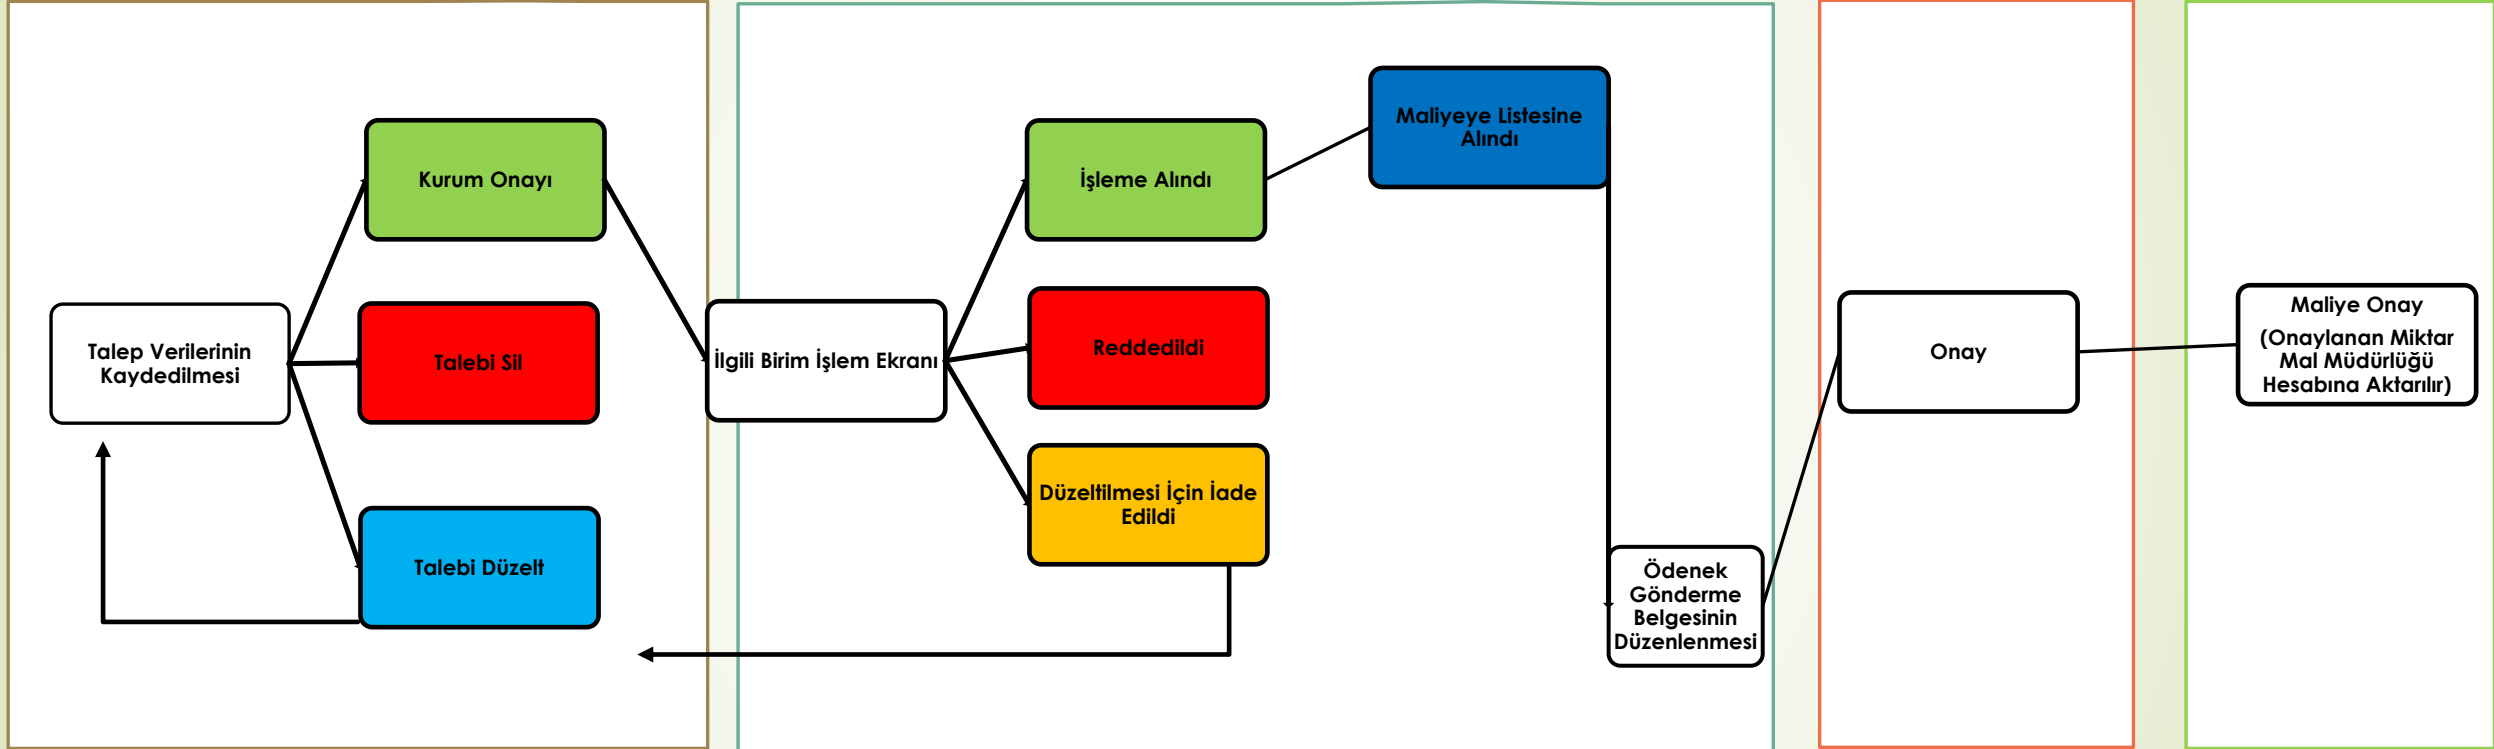 Talep Verilerinin
Kaydedilmesi
Kurum Onayı
Talebi Sil
Talebi Düzelt
İlgili Birim İşlem Ekranı
İşleme Alındı
Reddedildi
Düzeltilmesi İçin İade
Edildi
Maliyeye Listesine
Alındı
Ödenek
Gönderme
Belgesinin
Düzenlenmesi
Onay
Maliye Onay
(Onaylanan Miktar
Mal Müdürlüğü
Hesabına Aktarılır)